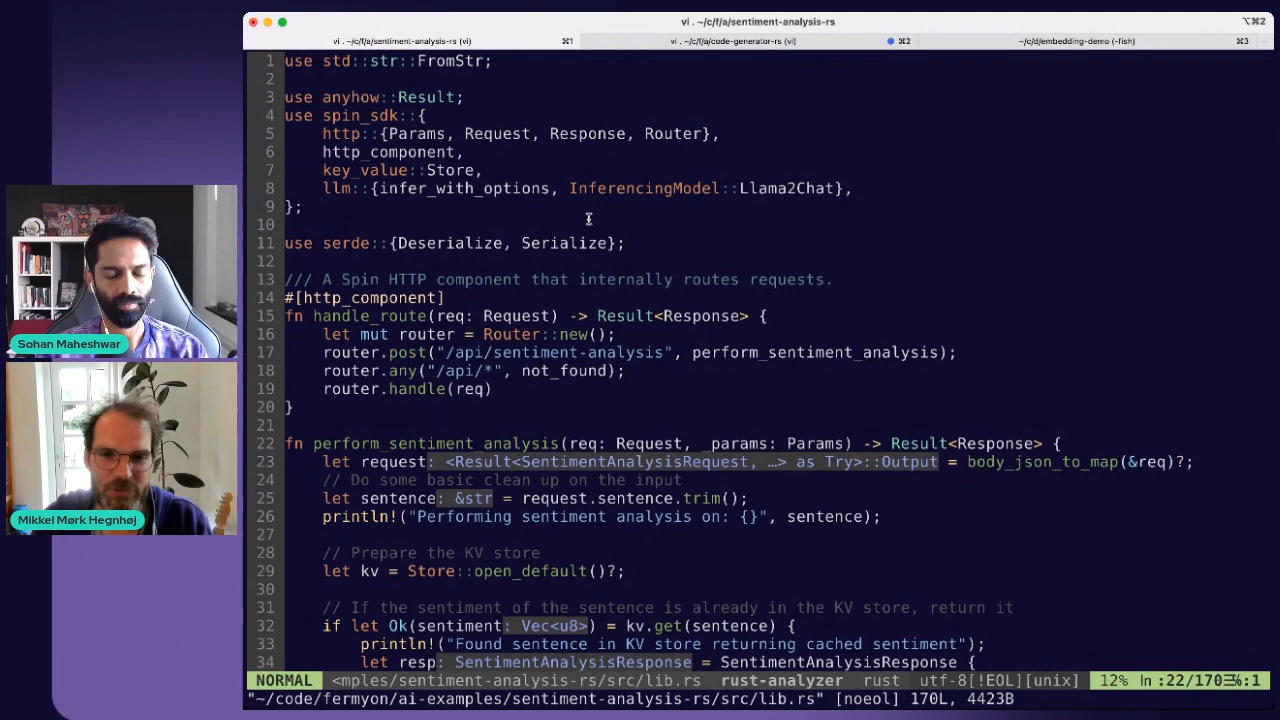 vi . ~/c/f/a/sentiment-analysis-rs
⌥⌘2
vi . ~/c/f/a/sentiment-analysis-rs (vi) ⌘1
vi . ~/c/f/a/code-generator-rs (vi) ⌘2
~/c/d/embedding-demo (-fish) ⌘3
1 use std::str::FromStr;
2
3 use anyhow::Result;
4 use spin_sdk::{
5 http::{Params, Request, Response, Router},
6 http_component,
7 key_value::Store,
8 llm::{infer_with_options, InferencingModel::Llama2Chat},
9 };
10
11 use serde::{Deserialize, Serialize};
12
13 /// A Spin HTTP component that internally routes requests.
14 #[http_component]
15 fn handle_route(req: Request) -> Result<Response> {
16 let mut router = Router::new();
17 router.post("/api/sentiment-analysis", perform_sentiment_analysis);
18 router.any("/api/*", not_found);
19 router.handle(req)
20 }
21
22 fn perform_sentiment_analysis(req: Request, _params: Params) -> Result<Response> {
23 let request: <Result<SentimentAnalysisRequest, …> as Try>::Output = body_json_to_map(&req)?;
24 // Do some basic clean up on the input
25 let sentence: &str = request.sentence.trim();
26 println!("Performing sentiment analysis on: {}", sentence);
27
28 // Prepare the KV store
29 let kv = Store::open_default()?;
30
31 // If the sentiment of the sentence is already in the KV store, return it
32 if let Ok(sentiment: Vec<u8>) = kv.get(sentence) {
33 println!("Found sentence in KV store returning cached sentiment");
34 let resp: SentimentAnalysisResponse = SentimentAnalysisResponse {
NORMAL <mples/sentiment-analysis-rs/src/lib.rs rust-analyzer rust utf-8[!EOL][unix] 12% ln :22/170☰℅:1
"~/code/fermyon/ai-examples/sentiment-analysis-rs/src/lib.rs" [noeol] 170L, 4423B
Sohan Maheshwar
Mikkel Mørk Hegnhøj